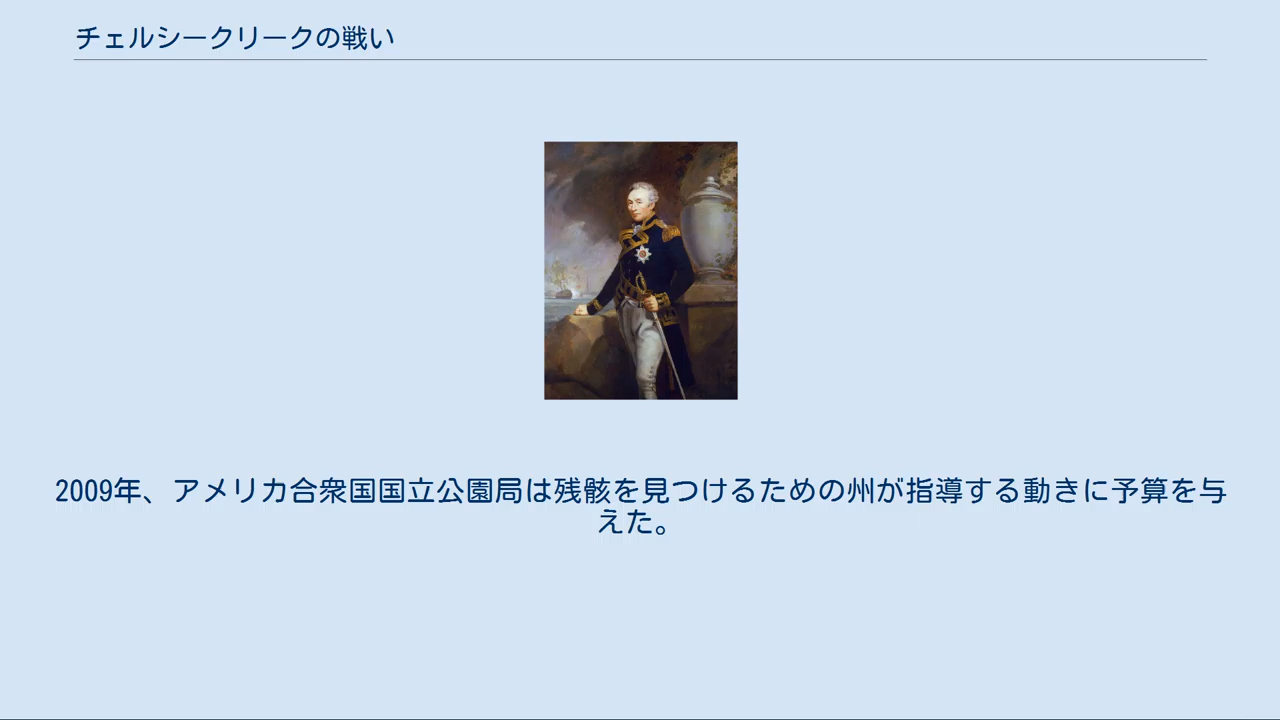 チェルシークリークの戦い
2009年、アメリカ合衆国国立公園局は残骸を見つけるための州が指導する動きに予算を与
えた。